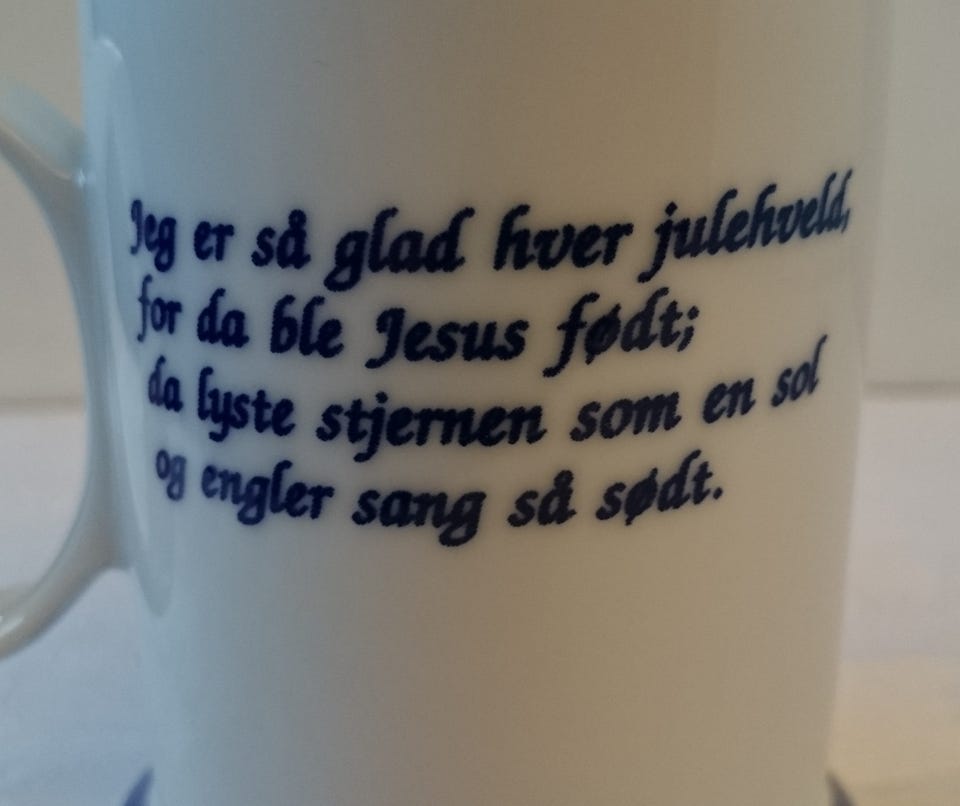 Jeg er så glad hver julehveld,
for da ble Jesus født;
da lyste stjernen som en sol
og engler sang så sødt.